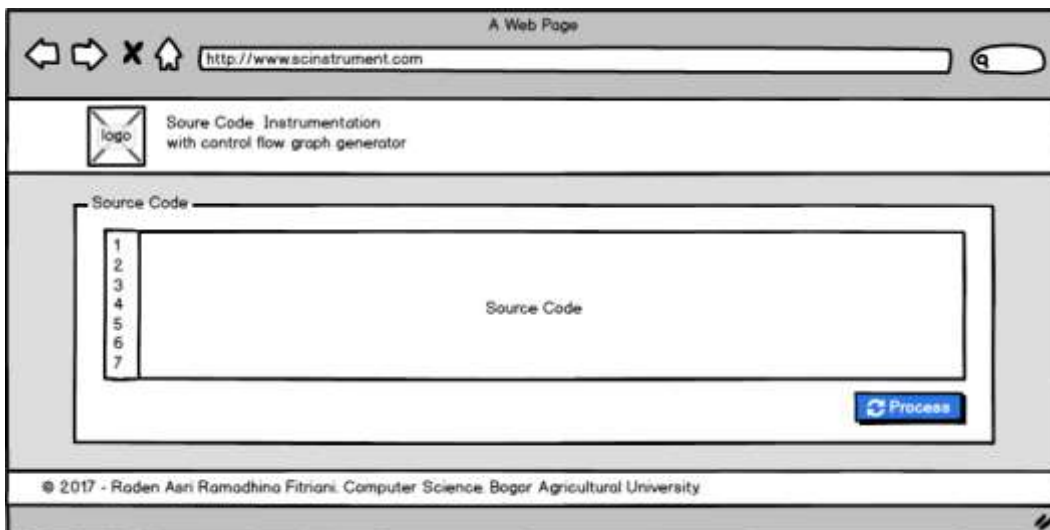 A Web Page
http://www.scinstrument.com
logo
Soure Code Instrumentation
with control flow graph generator
Source Code
1
2
3
4
5
6
7
Source Code
Process
© 2017 - Raden Asri Ramadhina Fitriani. Computer Science. Bogor Agricultural University